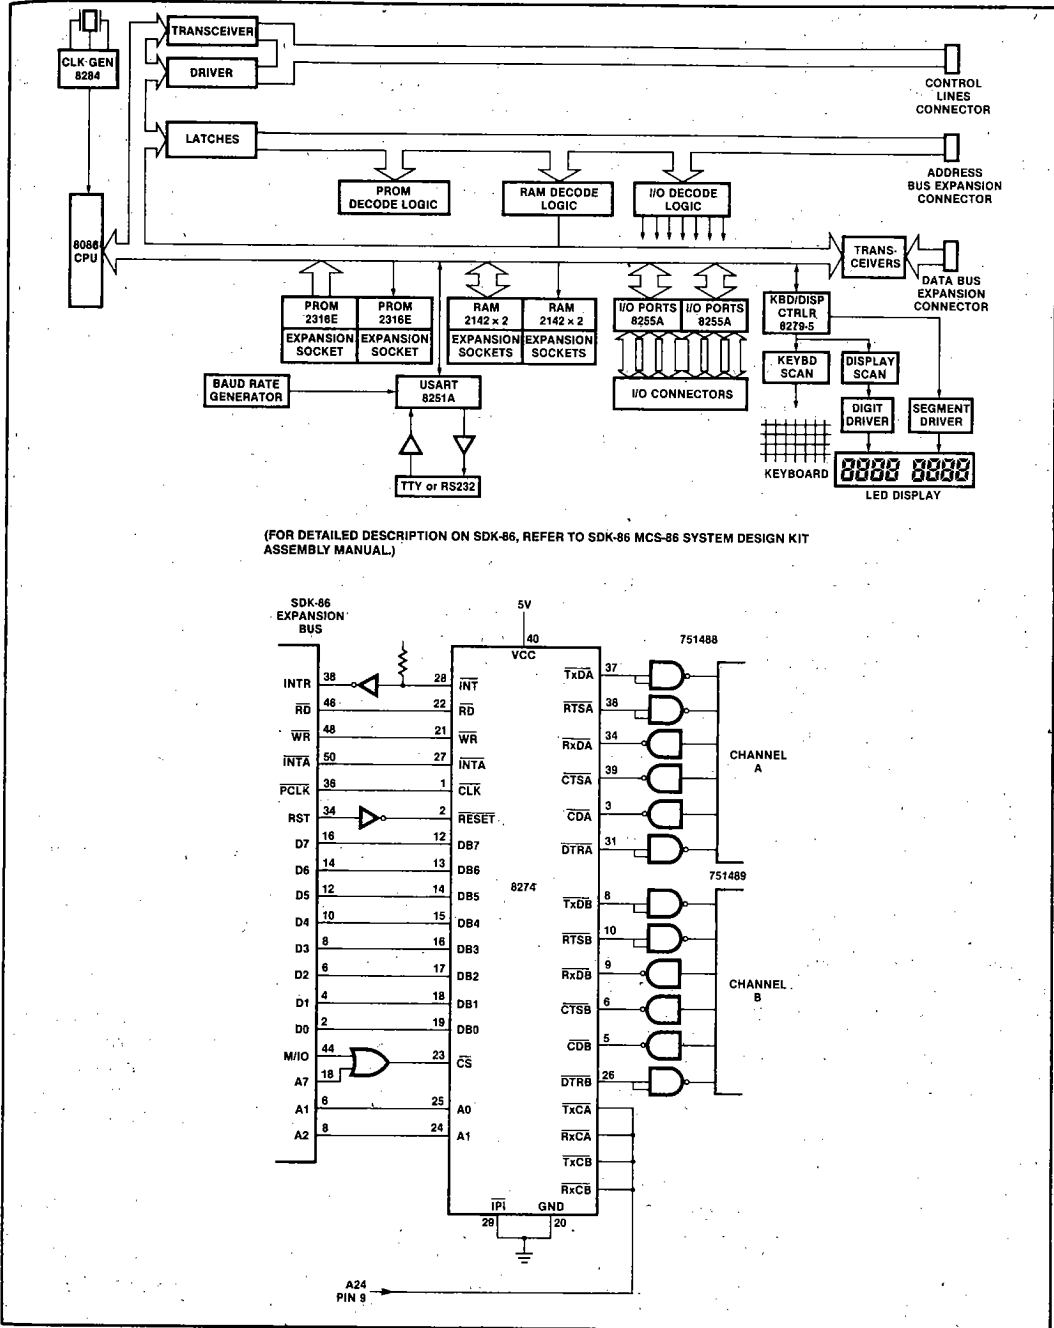 TRANSCEIVER
CLK GEN
8284
DRIVER
CONTROL
LINES
CONNECTOR
LATCHES
ADDRESS
BUS EXPANSION
CONNECTOR
PROM
DECODE LOGIC
RAM DECODE
LOGIC
I/O DECODE
LOGIC
8086
CPU
TRANS-
CEIVERS
DATA BUS
EXPANSION
CONNECTOR
PROM
2316E
PROM
2316E
EXPANSION
SOCKET
EXPANSION
SOCKET
RAM
2142 × 2
RAM
2142 × 2
EXPANSION
SOCKETS
EXPANSION
SOCKETS
I/O PORTS
8255A
I/O PORTS
8255A
KBD/DISP
CTRLR
8279-5
KEYBD
SCAN
DISPLAY
SCAN
BAUD RATE
GENERATOR
USART
8251A
I/O CONNECTORS
DIGIT
DRIVER
SEGMENT
DRIVER
KEYBOARD
8888 8888
LED DISPLAY
TTY or RS232
(FOR DETAILED DESCRIPTION ON SDK-86, REFER TO SDK-86 MCS-86 SYSTEM DESIGN KIT
ASSEMBLY MANUAL.)
SDK-86
EXPANSION
BUS
5V
40
VCC
751488
INTR 38 28 INT
RD 46 22 RD
WR 48 21 WR
INTA 50 27 INTA
PCLK 36 1 CLK
RST 34 2 RESET
D7 16 12 DB7
D6 14 13 DB6
D5 12 14 DB5
D4 10 15 DB4
D3 8 16 DB3
D2 6 17 DB2
D1 4 18 DB1
D0 2 19 DB0
M/IO 44 23 CS
A7 18
A1 6 25 A0
A2 8 24 A1
8274
TxDA 37
RTSA 38
RxDA 34
CTSA 39
CDA 3
DTRA 31
CHANNEL
A
751489
TxDB 8
RTSB 10
RxDB 9
CTSB 6
CDB 5
DTRB 26
CHANNEL
B
TxCA
RxCA
TxCB
RxCB
IPI GND
29 20
A24
PIN 9